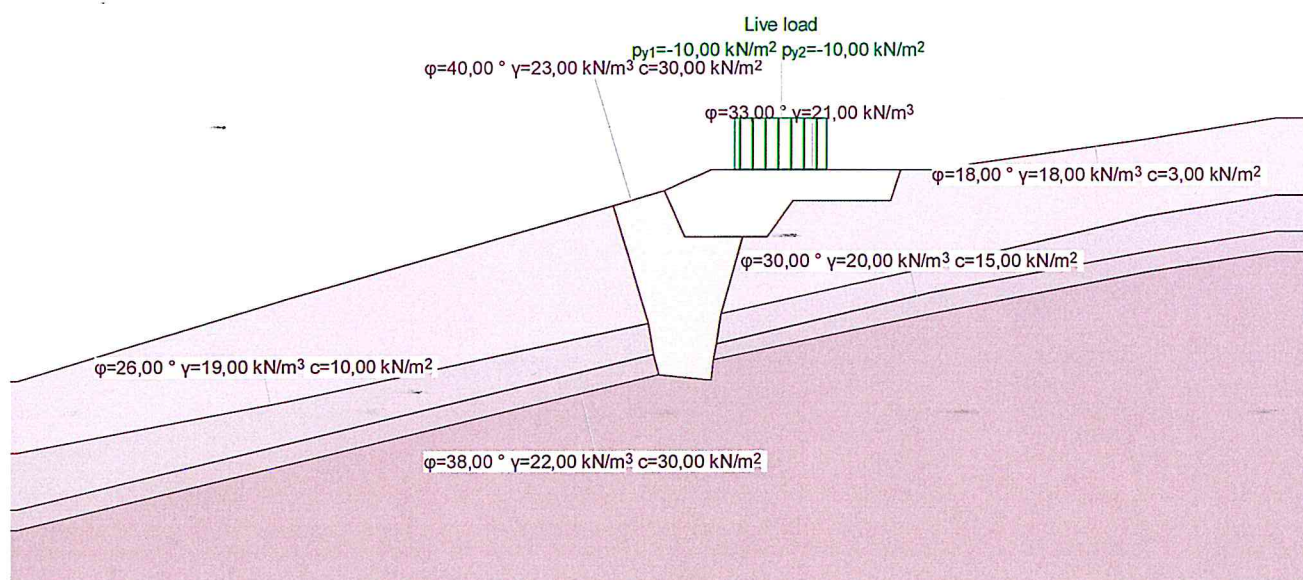 Live load
py1=-10,00 kN/m² py2=-10,00 kN/m²
φ=40,00 ° γ=23,00 kN/m³ c=30,00 kN/m²
φ=33,00 ° γ=21,00 kN/m³
φ=18,00 ° γ=18,00 kN/m³ c=3,00 kN/m²
φ=30,00 ° γ=20,00 kN/m³ c=15,00 kN/m²
φ=26,00 ° γ=19,00 kN/m³ c=10,00 kN/m²
φ=38,00 ° γ=22,00 kN/m³ c=30,00 kN/m²